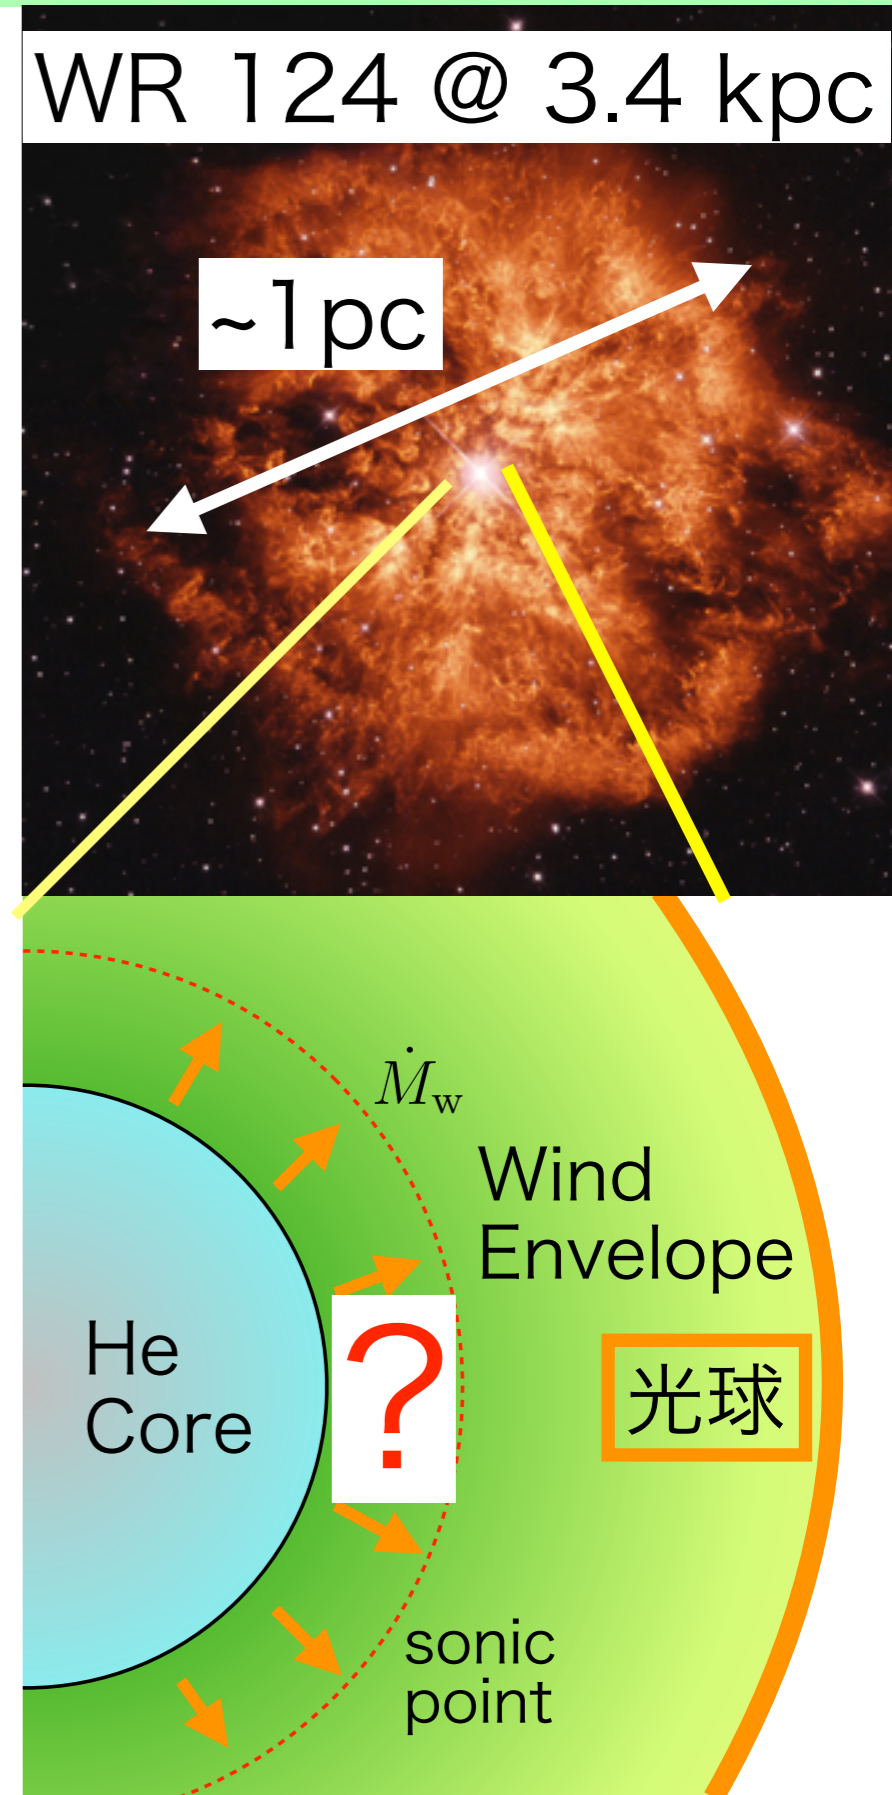 WR 124 @ 3.4 kpc
~1pc
Ṁw
Wind
Envelope
He
Core
?
光球
sonic
point